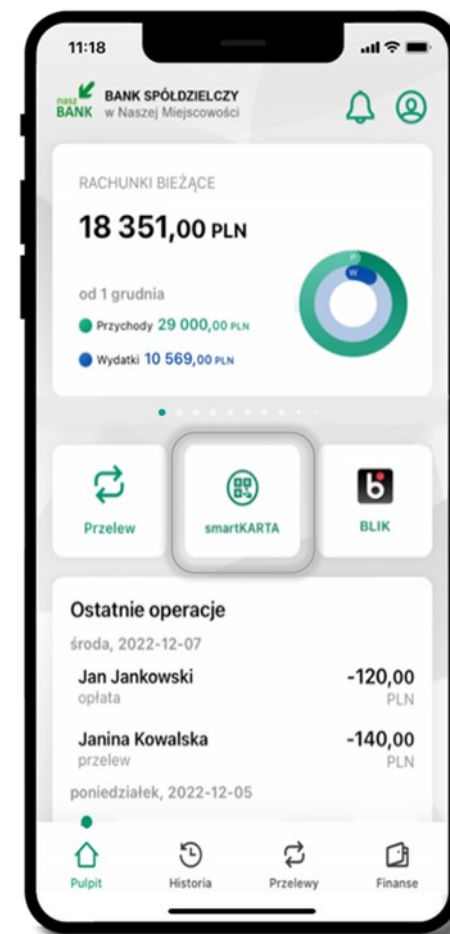 11:18
nasz BANK
BANK SPÓŁDZIELCZY
w Naszej Miejscowości
RACHUNKI BIEŻĄCE
18 351,00 PLN
od 1 grudnia
Przychody 29 000,00 PLN
Wydatki 10 569,00 PLN
P
W
Przelew
smartKARTA
BLIK
Ostatnie operacje
środa, 2022-12-07
Jan Jankowski -120,00
opłata PLN
Janina Kowalska -140,00
przelew PLN
poniedziałek, 2022-12-05
Pulpit Historia Przelewy Finanse